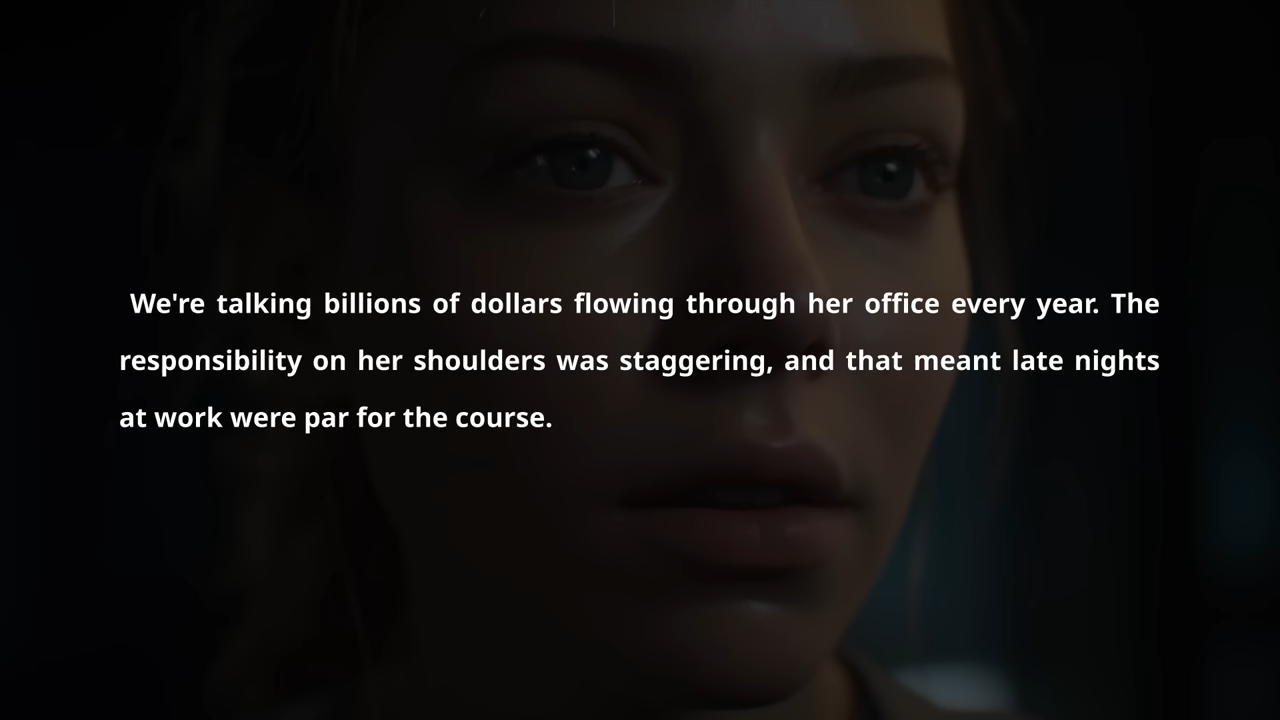 We're talking billions of dollars flowing through her office every year. The
responsibility on her shoulders was staggering, and that meant late nights
at work were par for the course.